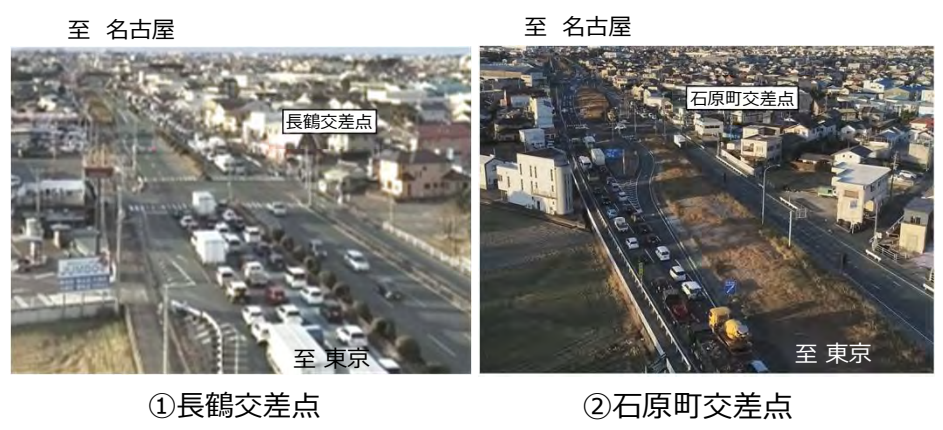 至 名古屋
至 名古屋
長鶴交差点
石原町交差点
至 東京
至 東京
①長鶴交差点
②石原町交差点